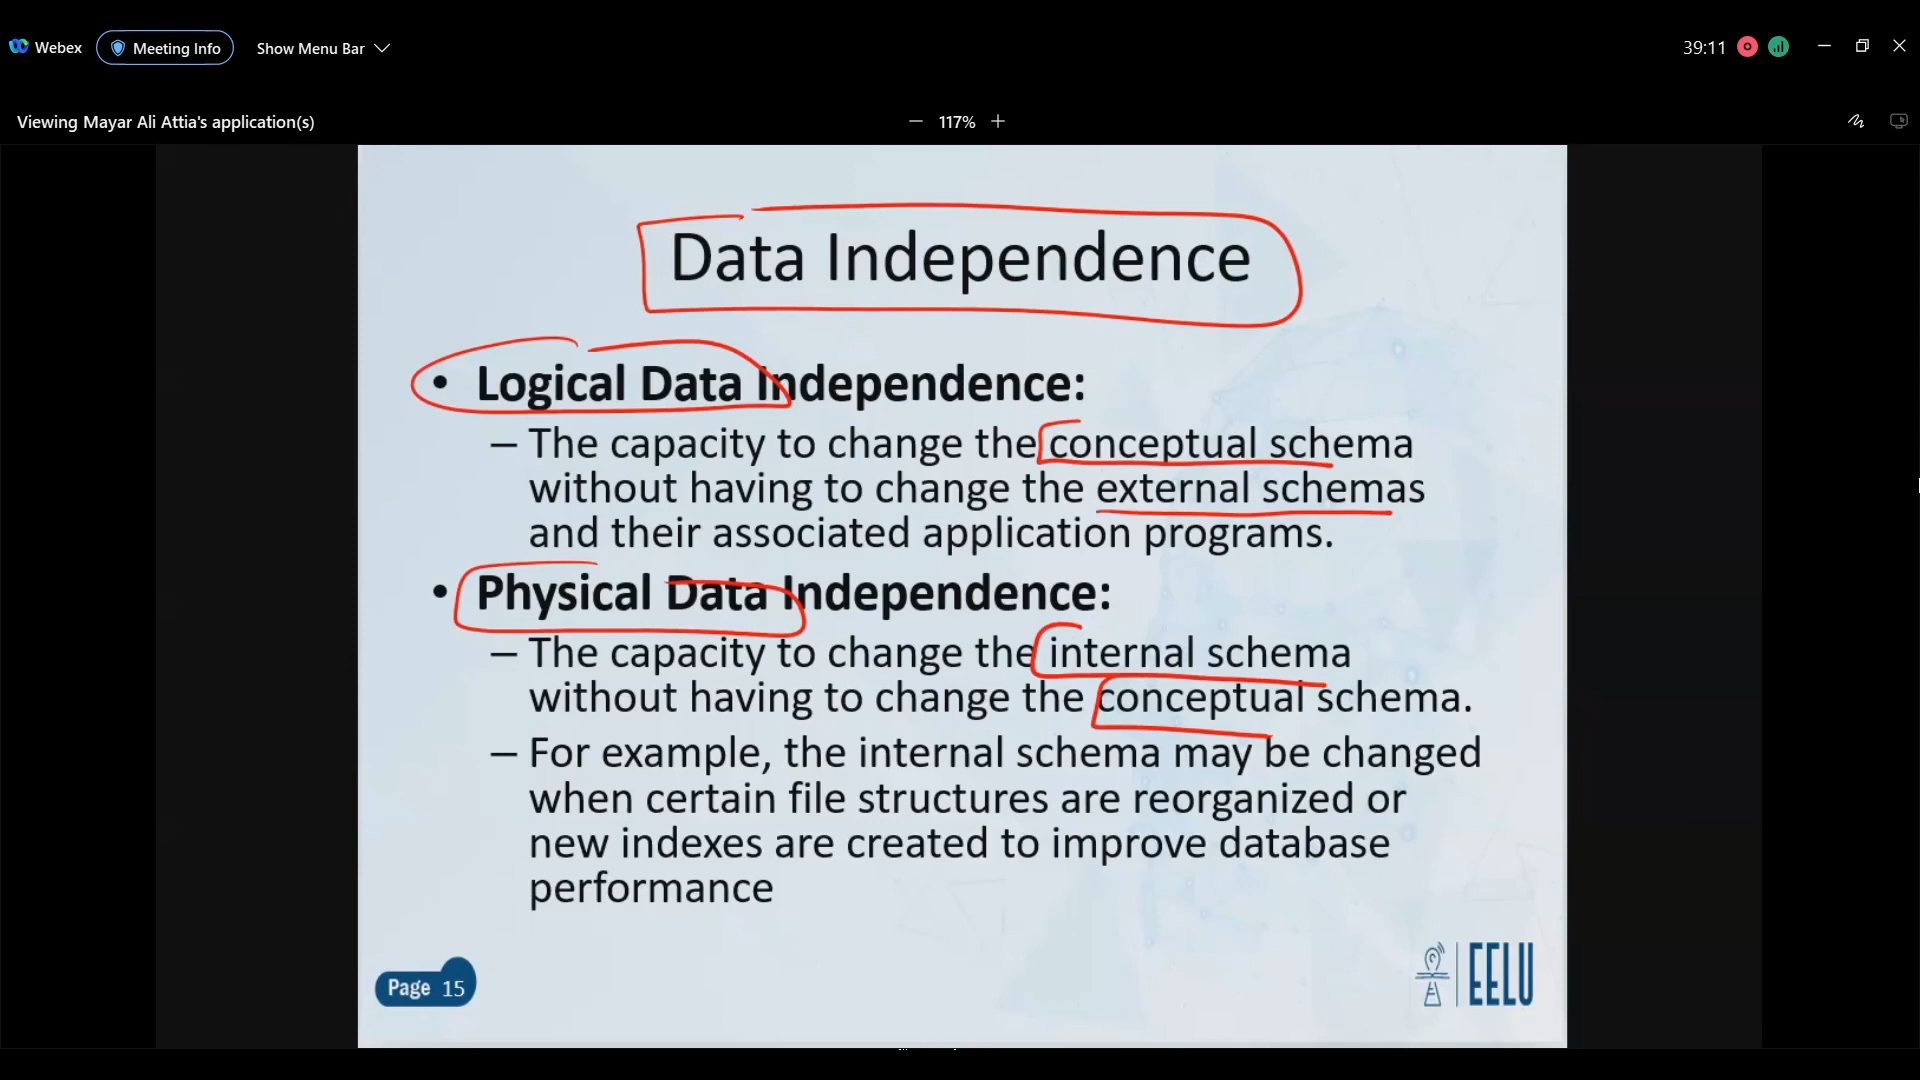 Webex Meeting Info Show Menu Bar 39:11
Viewing Mayar Ali Attia's application(s) 117%
Data Independence
• Logical Data Independence:
– The capacity to change the conceptual schema
without having to change the external schemas
and their associated application programs.
• Physical Data Independence:
– The capacity to change the internal schema
without having to change the conceptual schema.
– For example, the internal schema may be changed
when certain file structures are reorganized or
new indexes are created to improve database
performance
Page 15
EELU